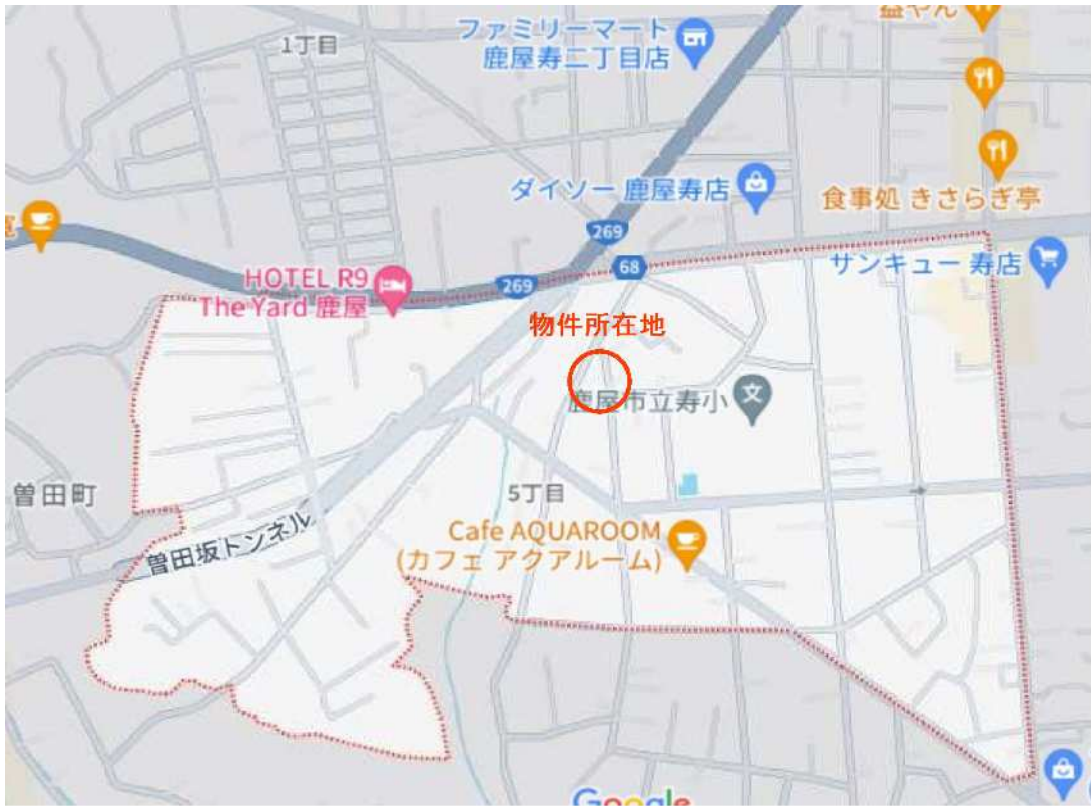 益やん
1丁目
ファミリーマート
鹿屋寿二丁目店
ダイソー 鹿屋寿店
食事処 きさらぎ亭
269
68
269
サンキュー 寿店
HOTEL R9
The Yard 鹿屋
物件所在地
鹿屋市立寿小
文
曽田町
5丁目
曽田坂トンネル
Cafe AQUAROOM
(カフェ アクアルーム)
Google